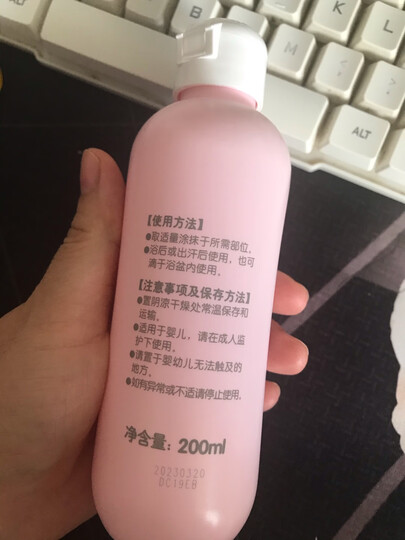 B
N
M
K
L
ALT
ALT
【使用方法】
●取适量涂抹于所需部位。
●浴后或出汗后使用，也可
滴于浴盆内使用。
【注意事项及保存方法】
●置阴凉干燥处常温保存和
运输。
●适用于婴儿，请在成人监
护下使用。
●请置于婴幼儿无法触及的
地方。
●如有异常或不适请停止使用。
净含量：200ml
20230320
DC19EB